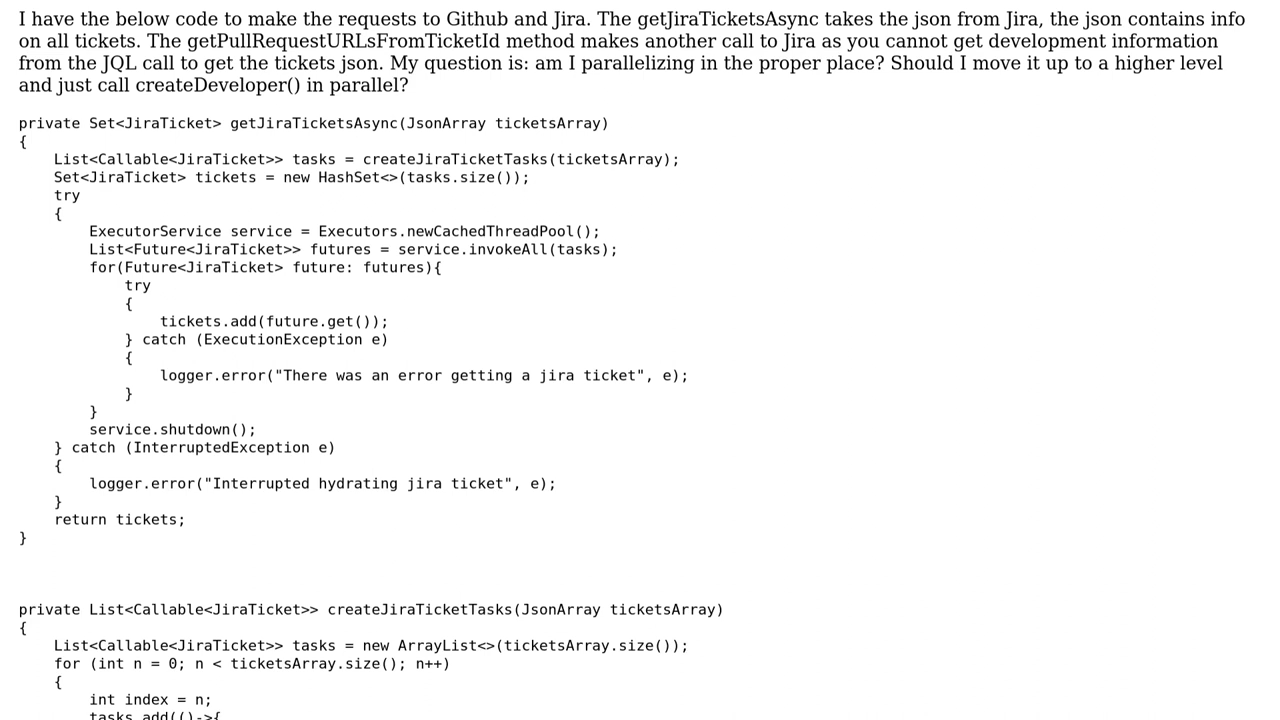 I have the below code to make the requests to Github and Jira. The getJiraTicketsAsync takes the json from Jira, the json contains info
on all tickets. The getPullRequestURLsFromTicketId method makes another call to Jira as you cannot get development information
from the JQL call to get the tickets json. My question is: am I parallelizing in the proper place? Should I move it up to a higher level
and just call createDeveloper() in parallel?
private Set<JiraTicket> getJiraTicketsAsync(JsonArray ticketsArray)
{
    List<Callable<JiraTicket>> tasks = createJiraTicketTasks(ticketsArray);
    Set<JiraTicket> tickets = new HashSet<>(tasks.size());
    try
    {
        ExecutorService service = Executors.newCachedThreadPool();
        List<Future<JiraTicket>> futures = service.invokeAll(tasks);
        for(Future<JiraTicket> future: futures){
            try
            {
                tickets.add(future.get());
            } catch (ExecutionException e)
            {
                logger.error("There was an error getting a jira ticket", e);
            }
        }
        service.shutdown();
    } catch (InterruptedException e)
    {
        logger.error("Interrupted hydrating jira ticket", e);
    }
    return tickets;
}
private List<Callable<JiraTicket>> createJiraTicketTasks(JsonArray ticketsArray)
{
    List<Callable<JiraTicket>> tasks = new ArrayList<>(ticketsArray.size());
    for (int n = 0; n < ticketsArray.size(); n++)
    {
        int index = n;
        tasks.add(()->{